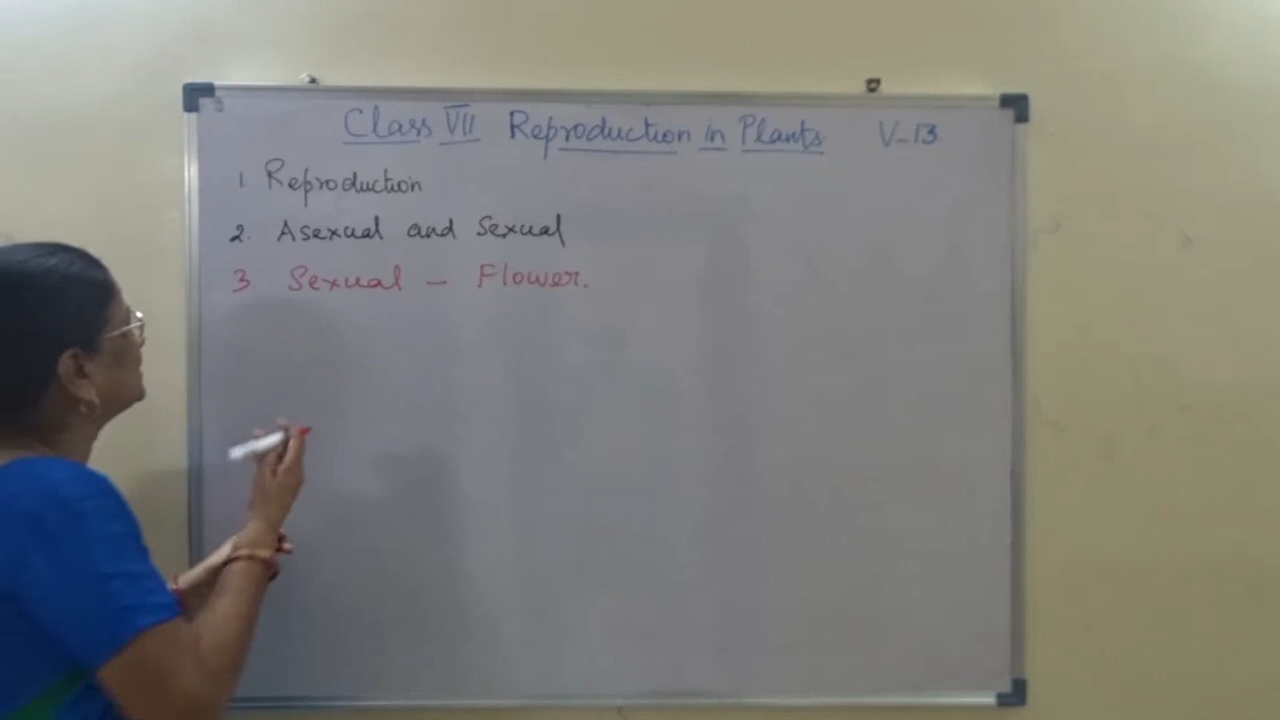 Class VII Reproduction in Plants V-13
1. Reproduction
2. Asexual and Sexual
3. Sexual - Flower.